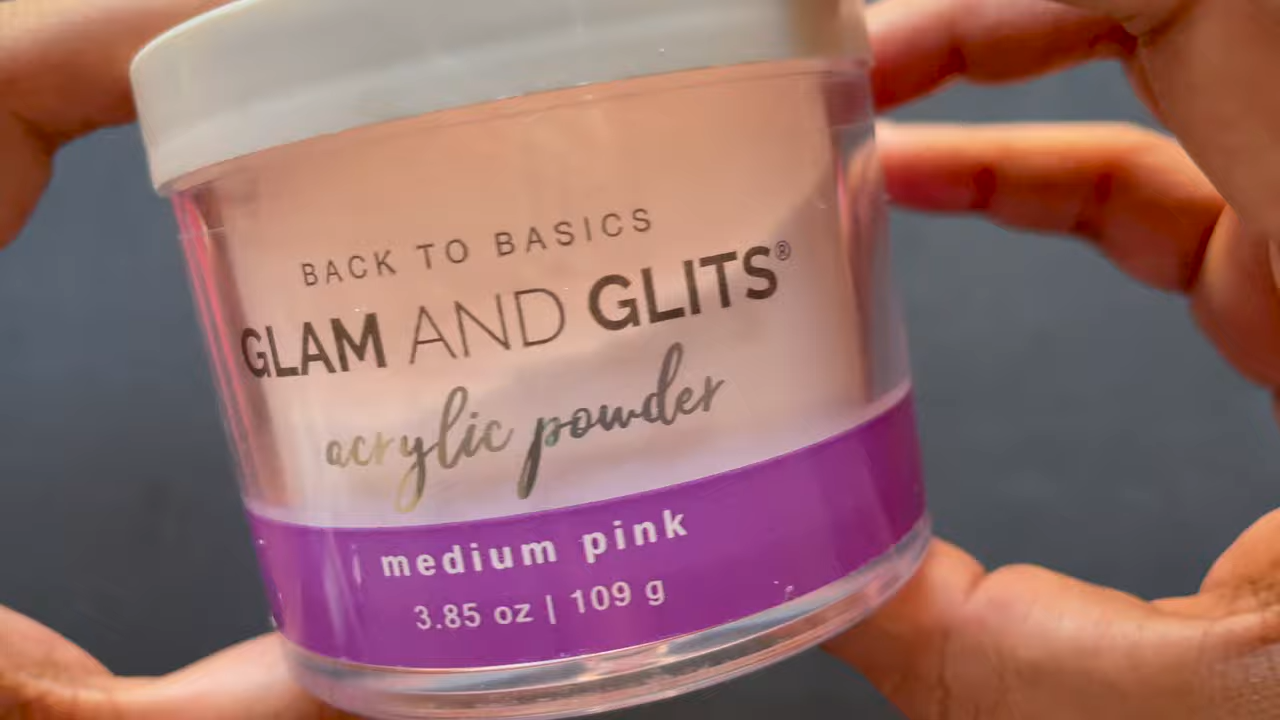 BACK TO BASICS
GLAM AND GLITS®
acrylic powder
medium pink
3.85 oz | 109 g